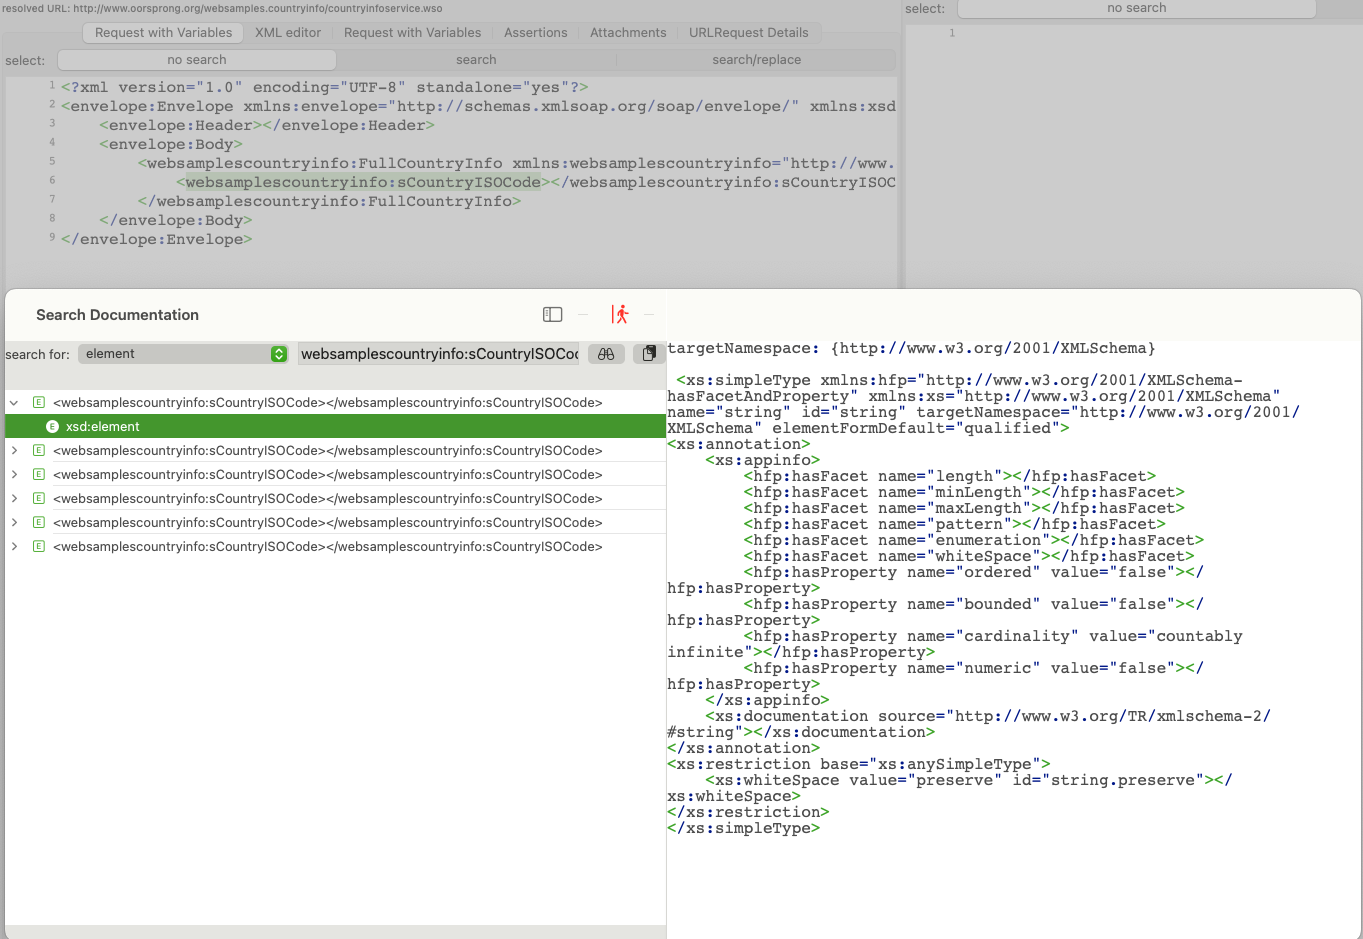 resolved URL: http://www.oorsprong.org/websamples.countryinfo/countryinfoservice.wso
select:
no search
Request with Variables
XML editor
Request with Variables
Assertions
Attachments
URLRequest Details
select:
no search
search
search/replace
1
1 <?xml version="1.0" encoding="UTF-8" standalone="yes"?>
2 <envelope:Envelope xmlns:envelope="http://schemas.xmlsoap.org/soap/envelope/" xmlns:xsd
3     <envelope:Header></envelope:Header>
4     <envelope:Body>
5         <websamplescountryinfo:FullCountryInfo xmlns:websamplescountryinfo="http://www.
6             <websamplescountryinfo:sCountryISOCode></websamplescountryinfo:sCountryISOC
7         </websamplescountryinfo:FullCountryInfo>
8     </envelope:Body>
9 </envelope:Envelope>
Search Documentation
search for:
element
websamplescountryinfo:sCountryISOCod
<websamplescountryinfo:sCountryISOCode></websamplescountryinfo:sCountryISOCode>
E xsd:element
E <websamplescountryinfo:sCountryISOCode></websamplescountryinfo:sCountryISOCode>
E <websamplescountryinfo:sCountryISOCode></websamplescountryinfo:sCountryISOCode>
E <websamplescountryinfo:sCountryISOCode></websamplescountryinfo:sCountryISOCode>
E <websamplescountryinfo:sCountryISOCode></websamplescountryinfo:sCountryISOCode>
E <websamplescountryinfo:sCountryISOCode></websamplescountryinfo:sCountryISOCode>
targetNamespace: {http://www.w3.org/2001/XMLSchema}
<xs:simpleType xmlns:hfp="http://www.w3.org/2001/XMLSchema-
hasFacetAndProperty" xmlns:xs="http://www.w3.org/2001/XMLSchema"
name="string" id="string" targetNamespace="http://www.w3.org/2001/
XMLSchema" elementFormDefault="qualified">
<xs:annotation>
    <xs:appinfo>
        <hfp:hasFacet name="length"></hfp:hasFacet>
        <hfp:hasFacet name="minLength"></hfp:hasFacet>
        <hfp:hasFacet name="maxLength"></hfp:hasFacet>
        <hfp:hasFacet name="pattern"></hfp:hasFacet>
        <hfp:hasFacet name="enumeration"></hfp:hasFacet>
        <hfp:hasFacet name="whiteSpace"></hfp:hasFacet>
        <hfp:hasProperty name="ordered" value="false"></
hfp:hasProperty>
        <hfp:hasProperty name="bounded" value="false"></
hfp:hasProperty>
        <hfp:hasProperty name="cardinality" value="countably
infinite"></hfp:hasProperty>
        <hfp:hasProperty name="numeric" value="false"></
hfp:hasProperty>
    </xs:appinfo>
    <xs:documentation source="http://www.w3.org/TR/xmlschema-2/
#string"></xs:documentation>
</xs:annotation>
<xs:restriction base="xs:anySimpleType">
    <xs:whiteSpace value="preserve" id="string.preserve"></
xs:whiteSpace>
</xs:restriction>
</xs:simpleType>